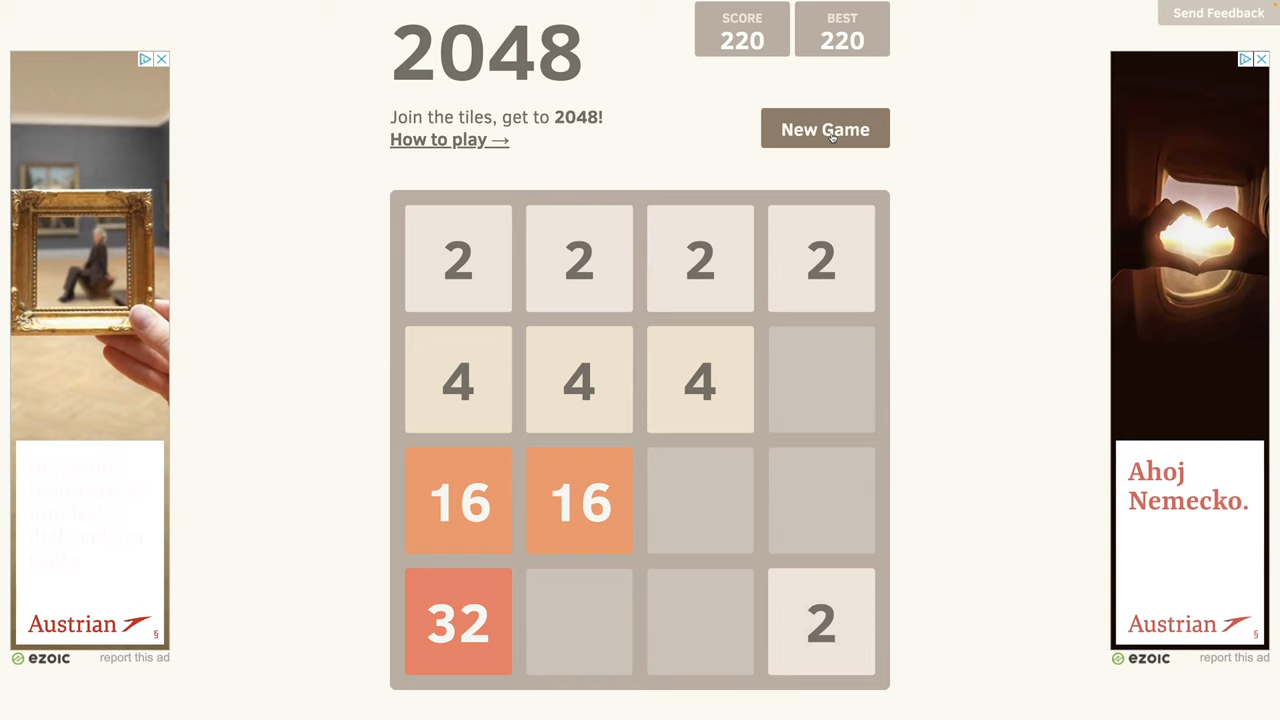 2048
SCORE
220
BEST
220
Send Feedback
Join the tiles, get to 2048!
How to play →
New Game
2 2 2 2
4 4 4
16 16
32 2
Austrian
ezoic
report this ad
Ahoj
Nemecko.
Austrian
ezoic
report this ad